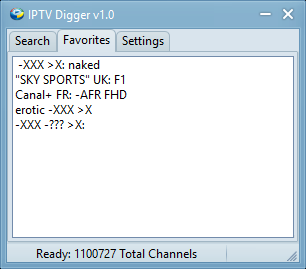 IPTV Digger v1.0
Search Favorites Settings
-XXX >X: naked
"SKY SPORTS" UK: F1
Canal+ FR: -AFR FHD
erotic -XXX >X
-XXX -??? >X:
Ready: 1100727 Total Channels